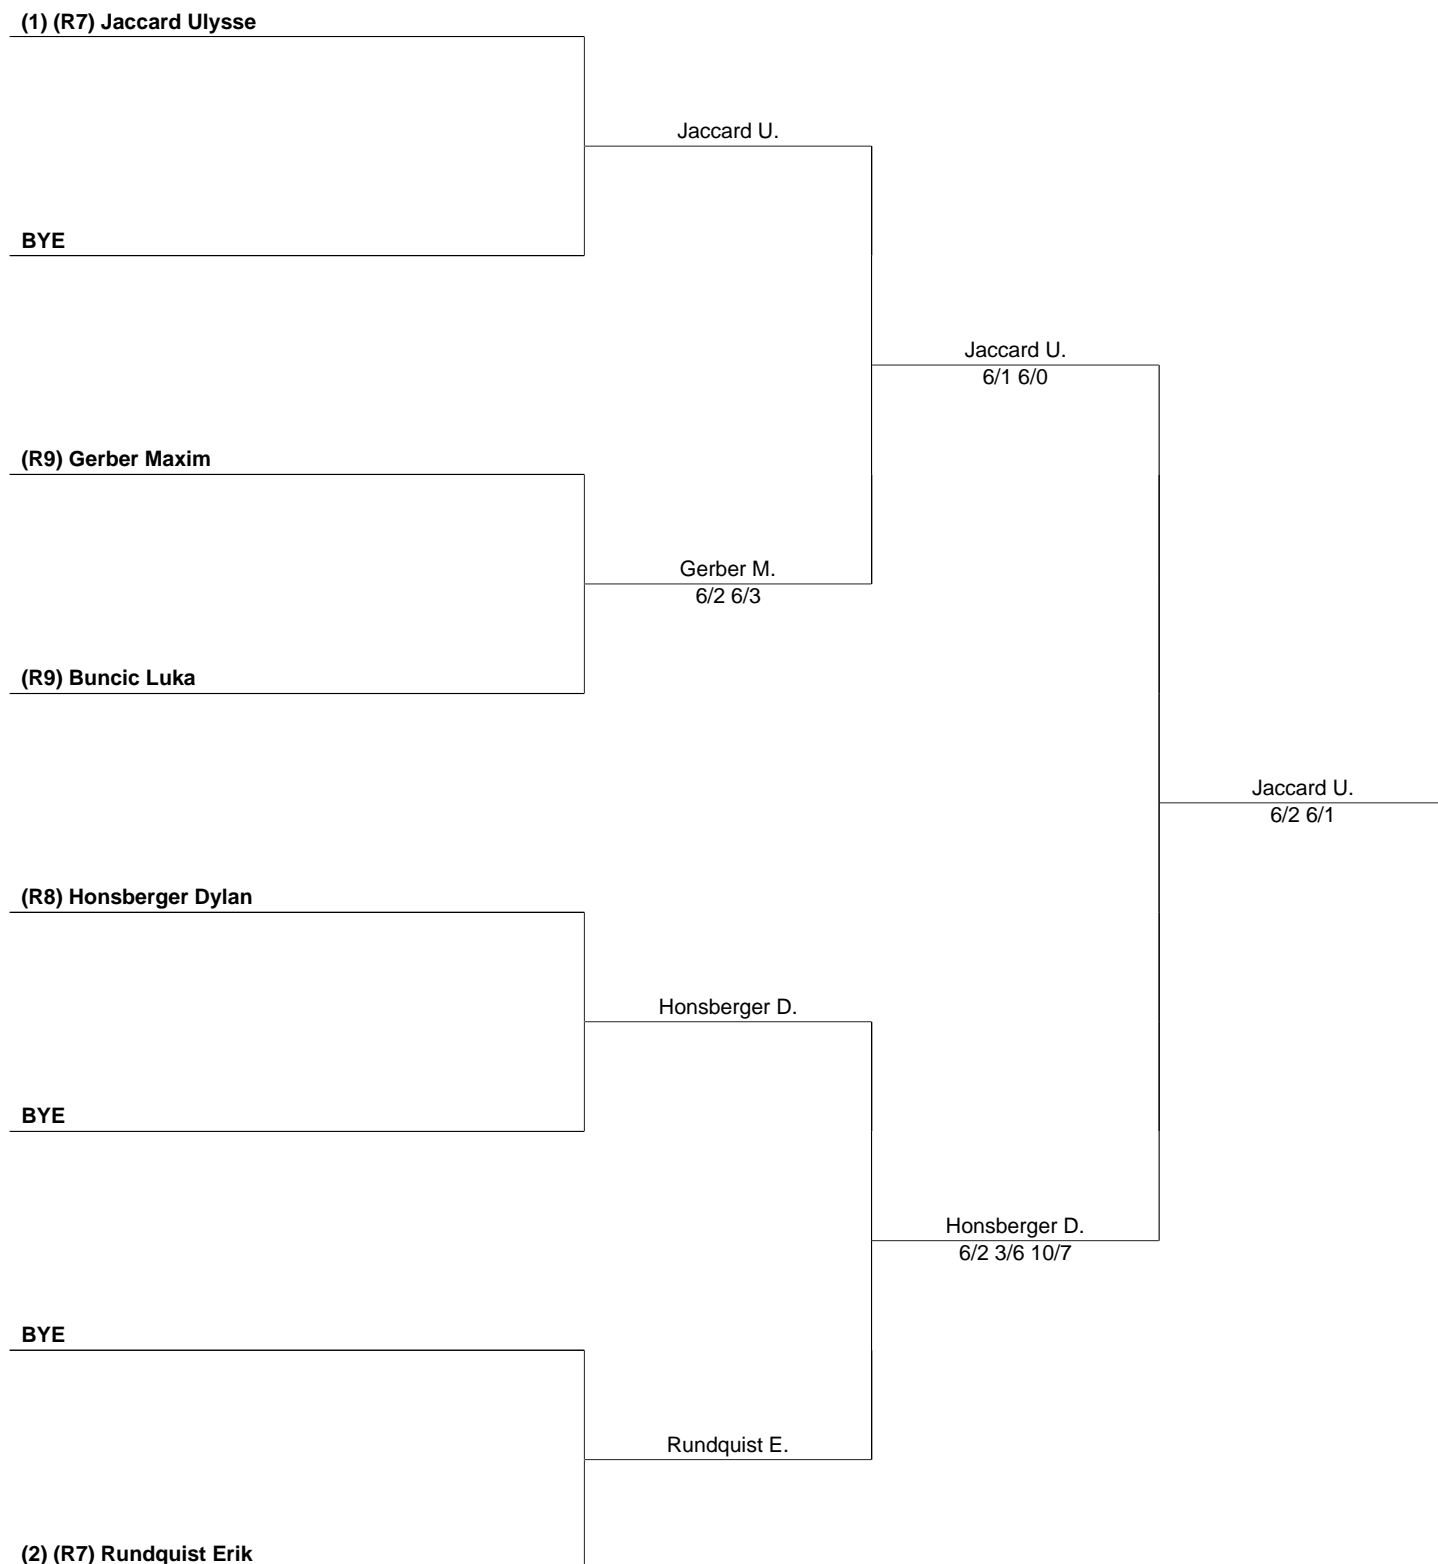 (1) (R7) Jaccard Ulysse
Jaccard U.
BYE
Jaccard U.
6/1 6/0
(R9) Gerber Maxim
Gerber M.
6/2 6/3
(R9) Buncic Luka
Jaccard U.
6/2 6/1
(R8) Honsberger Dylan
Honsberger D.
BYE
Honsberger D.
6/2 3/6 10/7
BYE
Rundquist E.
(2) (R7) Rundquist Erik